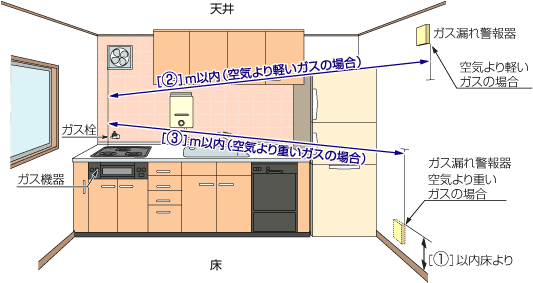 天井
ガス漏れ警報器
空気より軽い
ガスの場合
[②]m以内(空気より軽いガスの場合)
ガス栓
[③]m以内(空気より重いガスの場合)
ガス漏れ警報器
空気より重い
ガスの場合
ガス機器
[①]以内床より
床